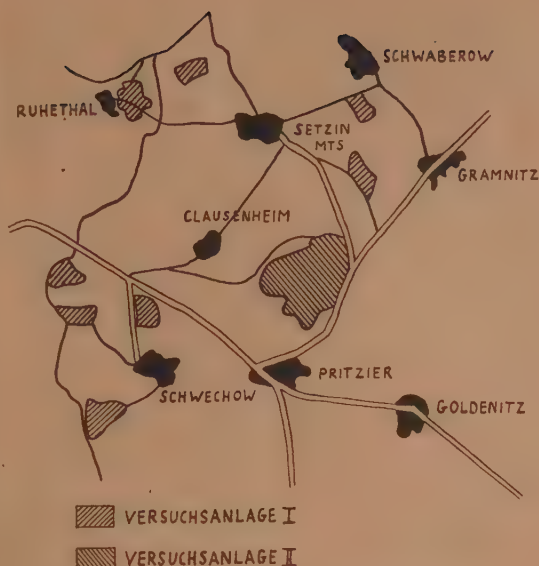 SCHWABEROW
RUHETHAL
SETZIN
MTS
GRAMNITZ
CLAUSENHEIM
PRITZIER
SCHWECHOW
GOLDENITZ
VERSUCHSANLAGE I
VERSUCHSANLAGE II